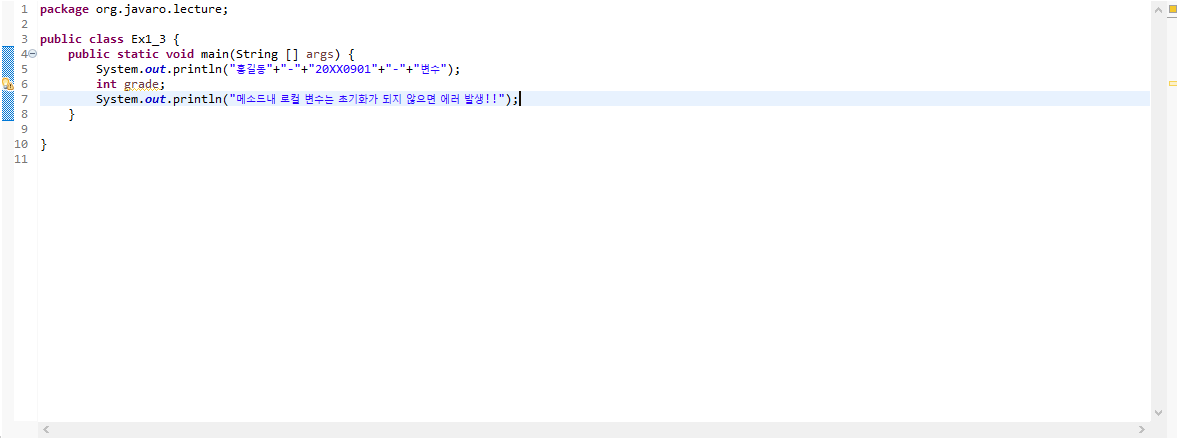 1 package org.javaro.lecture;
2
3 public class Ex1_3 {
4 public static void main(String [] args) {
5 System.out.println("홍길동"+"-"+"20XX0901"+"-"+"변수");
6 int grade;
7 System.out.println("메소드내 로컬 변수는 초기화가 되지 않으면 에러 발생!!");
8 }
9
10 }
11